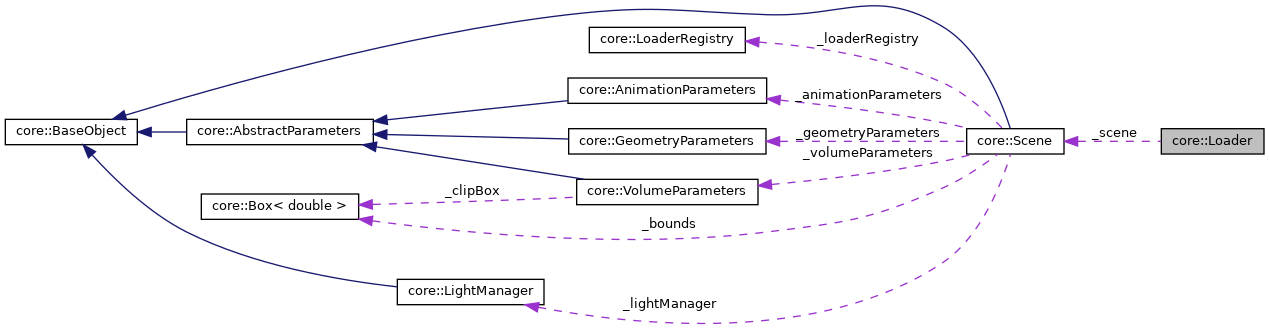 core::LoaderRegistry
_loaderRegistry
core::AnimationParameters
_animationParameters
core::BaseObject
core::AbstractParameters
core::GeometryParameters
_geometryParameters
core::Scene
_scene
core::Loader
_volumeParameters
core::VolumeParameters
_clipBox
core::Box< double >
_bounds
core::LightManager
_lightManager